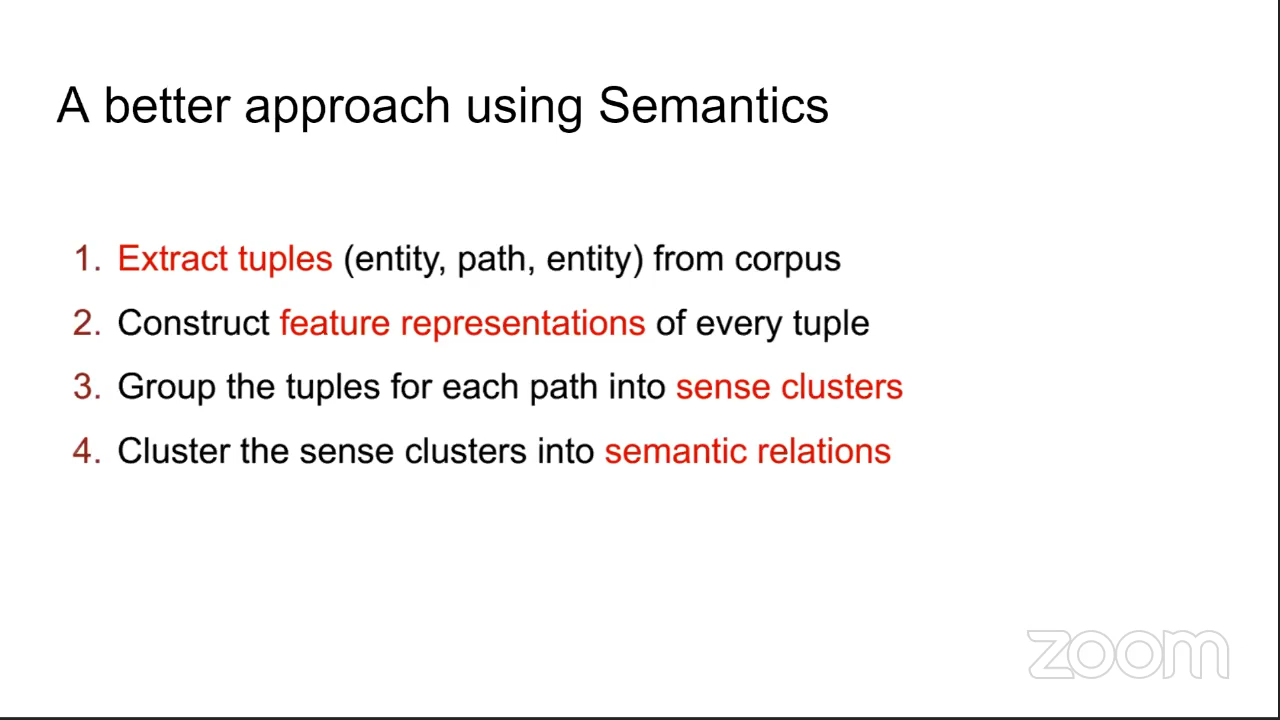 A better approach using Semantics
1. Extract tuples (entity, path, entity) from corpus
2. Construct feature representations of every tuple
3. Group the tuples for each path into sense clusters
4. Cluster the sense clusters into semantic relations
zoom